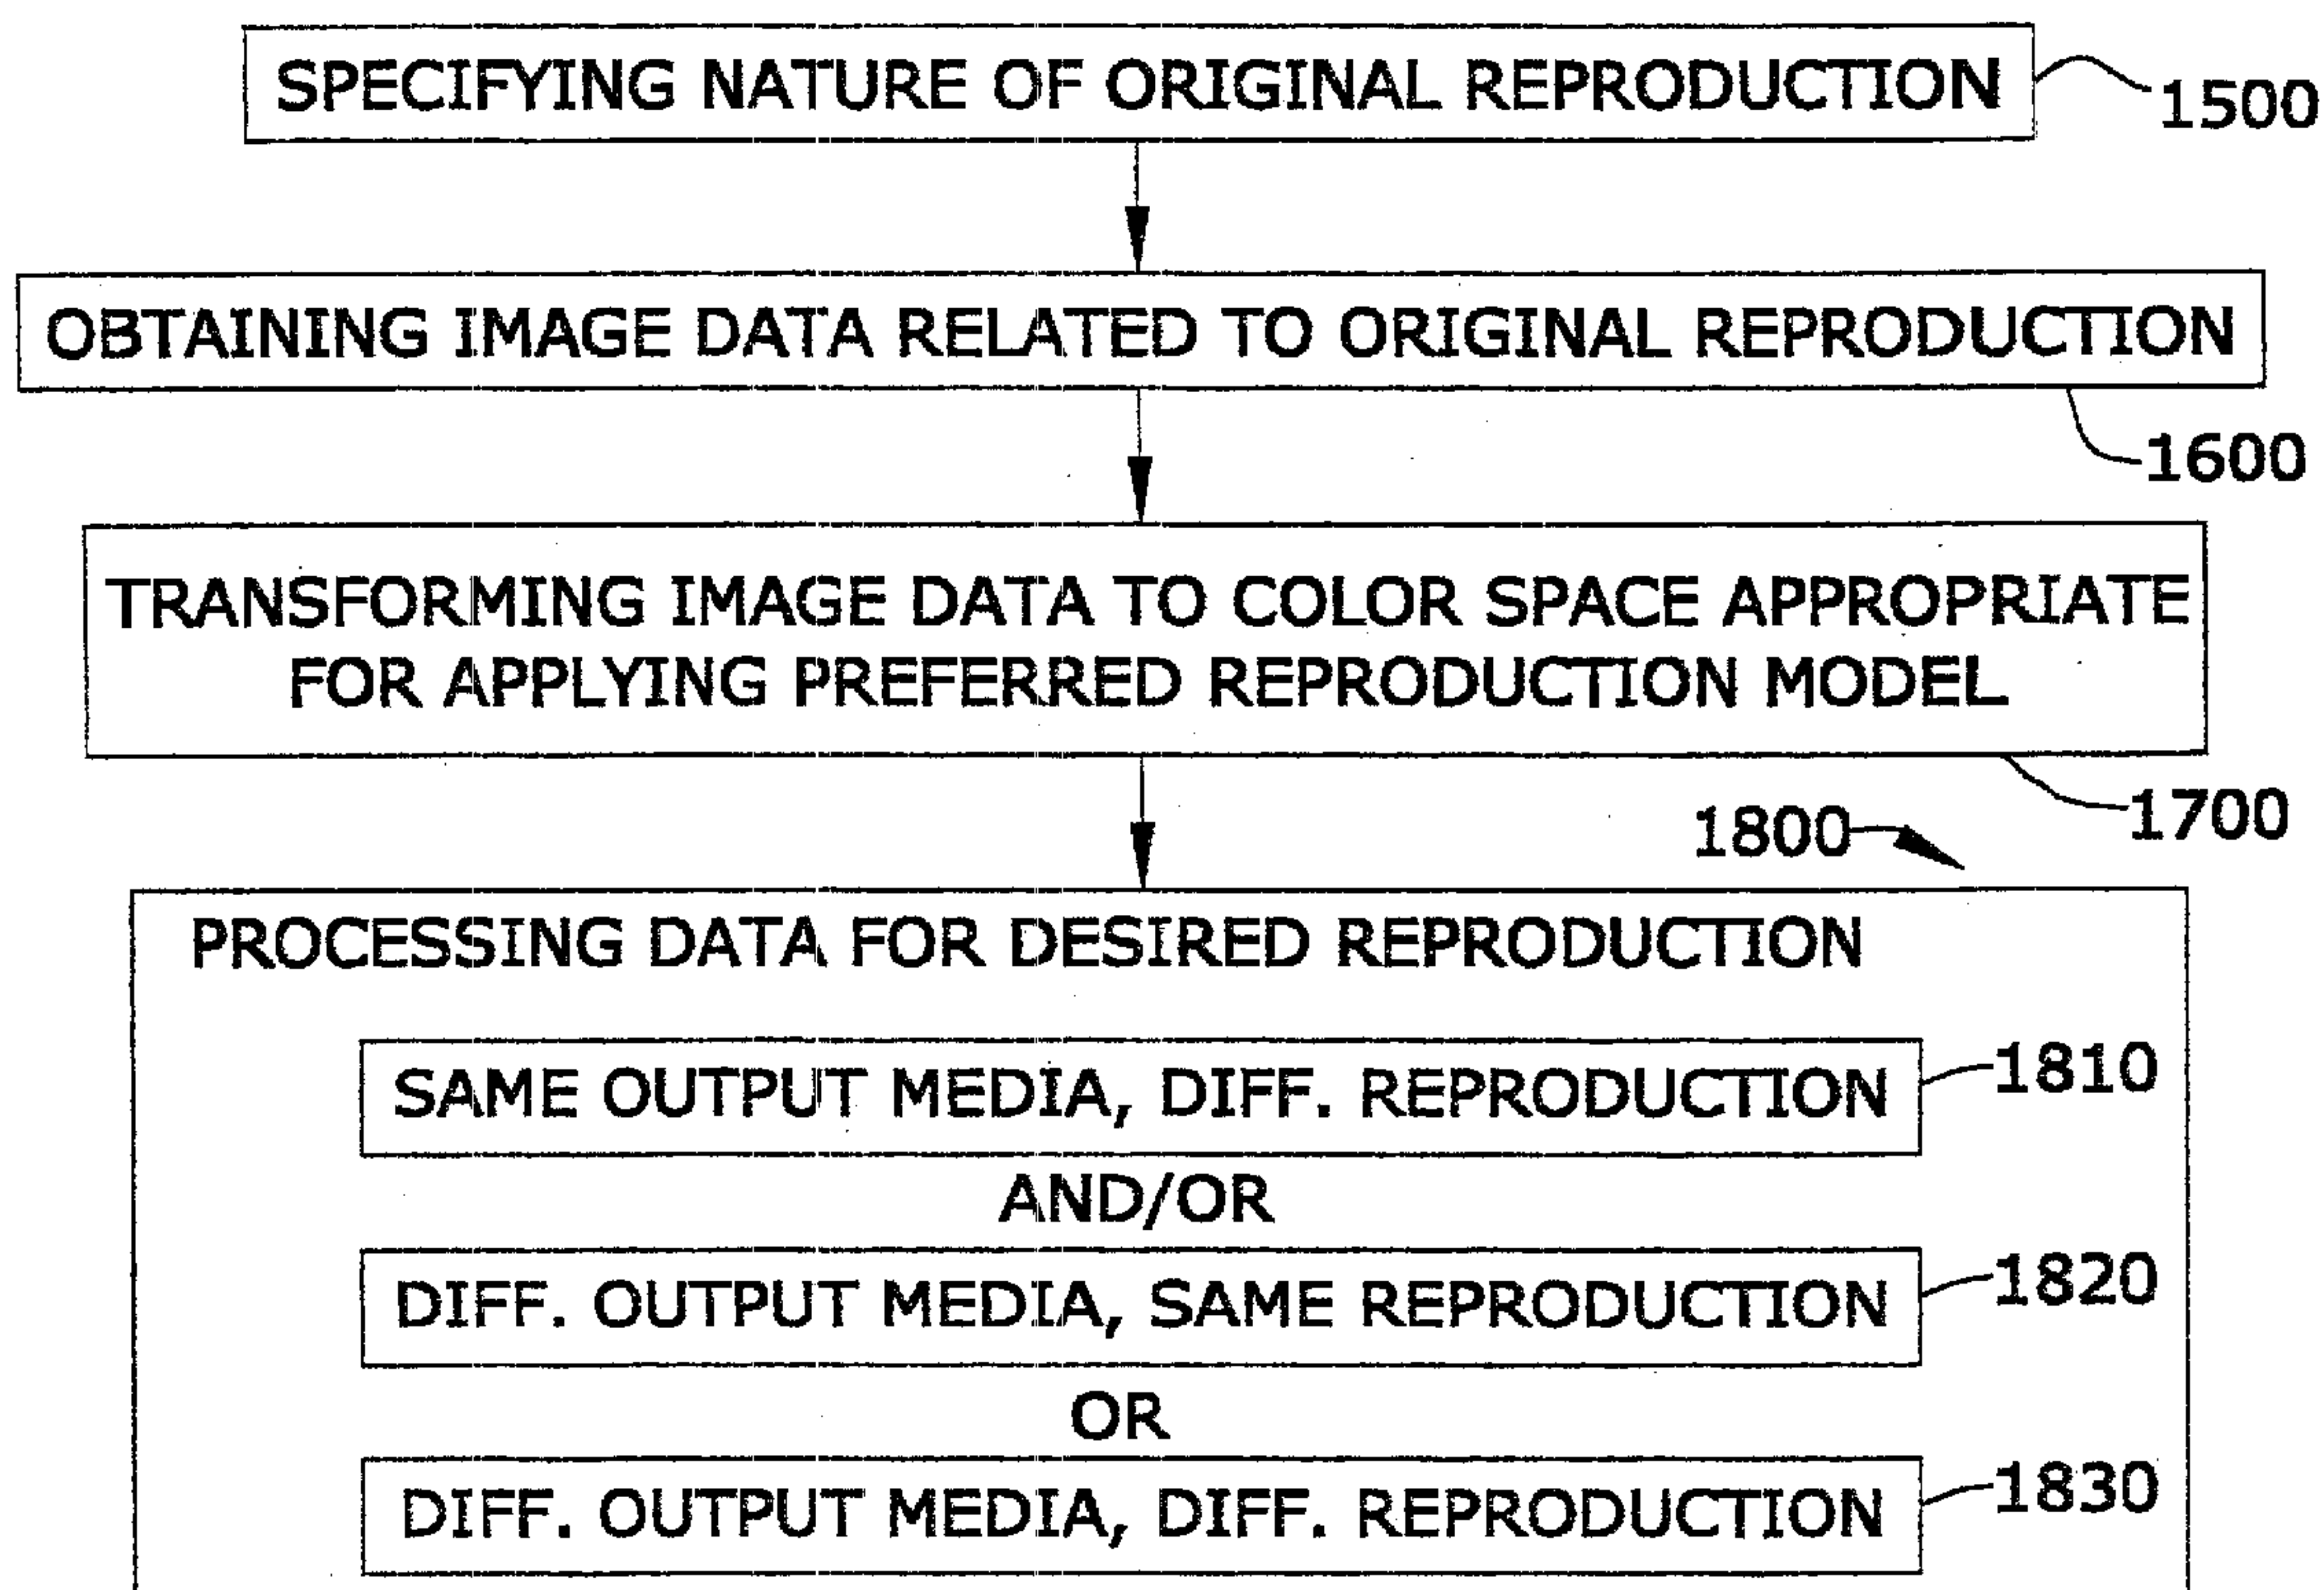 SPECIFYING NATURE OF ORIGINAL REPRODUCTION
1500
OBTAINING IMAGE DATA RELATED TO ORIGINAL REPRODUCTION
1600
TRANSFORMING IMAGE DATA TO COLOR SPACE APPROPRIATE
FOR APPLYING PREFERRED REPRODUCTION MODEL
1700
1800
PROCESSING DATA FOR DESIRED REPRODUCTION
SAME OUTPUT MEDIA, DIFF. REPRODUCTION
1810
AND/OR
DIFF. OUTPUT MEDIA, SAME REPRODUCTION
1820
OR
DIFF. OUTPUT MEDIA, DIFF. REPRODUCTION
1830